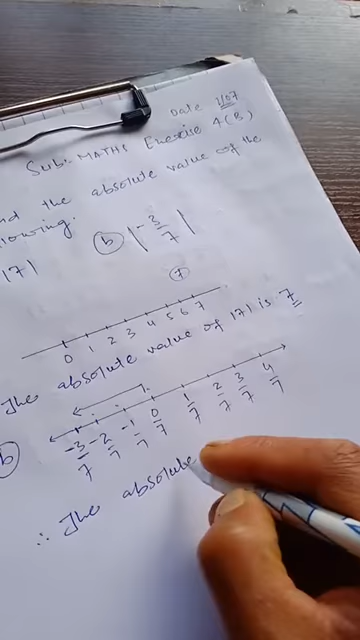 Date 1/07
Sub: MATHS Exercise 4(B)
nd the absolute value of the
llowing.
|7| (b) |-3/7|
7
0 1 2 3 4 5 6 7
The absolute value of |7| is 7
b) -3/7 -2/7 -1/7 0/7 1/7 2/7 3/7 4/7
∴ The absolute